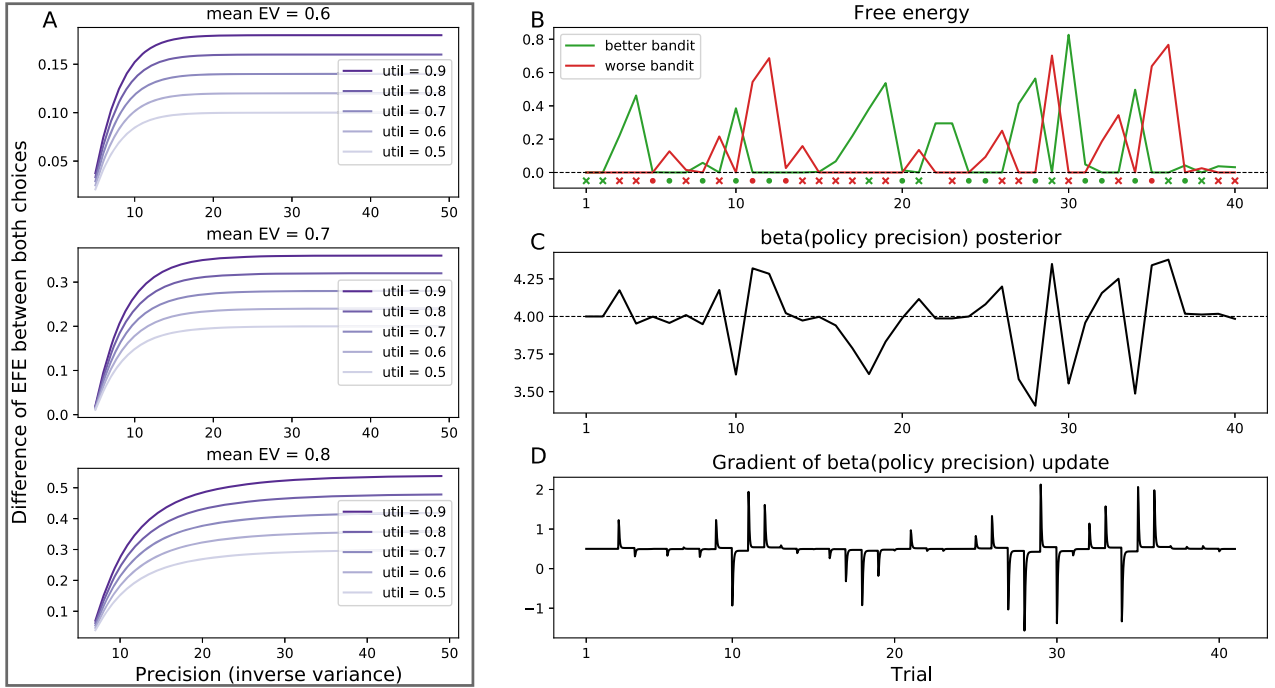 A
mean EV = 0.6
Difference of EFE between both choices
0.15
0.10
0.05
util = 0.9
util = 0.8
util = 0.7
util = 0.6
util = 0.5
10 20 30 40 50
mean EV = 0.7
0.3
0.2
0.1
0.0
util = 0.9
util = 0.8
util = 0.7
util = 0.6
util = 0.5
10 20 30 40 50
mean EV = 0.8
0.5
0.4
0.3
0.2
0.1
util = 0.9
util = 0.8
util = 0.7
util = 0.6
util = 0.5
10 20 30 40 50
Precision (inverse variance)
B
Free energy
0.8
0.6
0.4
0.2
0.0
better bandit
worse bandit
1 10 20 30 40
Trial
C
beta(policy precision) posterior
4.25
4.00
3.75
3.50
1 10 20 30 40
D
Gradient of beta(policy precision) update
2
1
0
−1
1 10 20 30 40
Trial